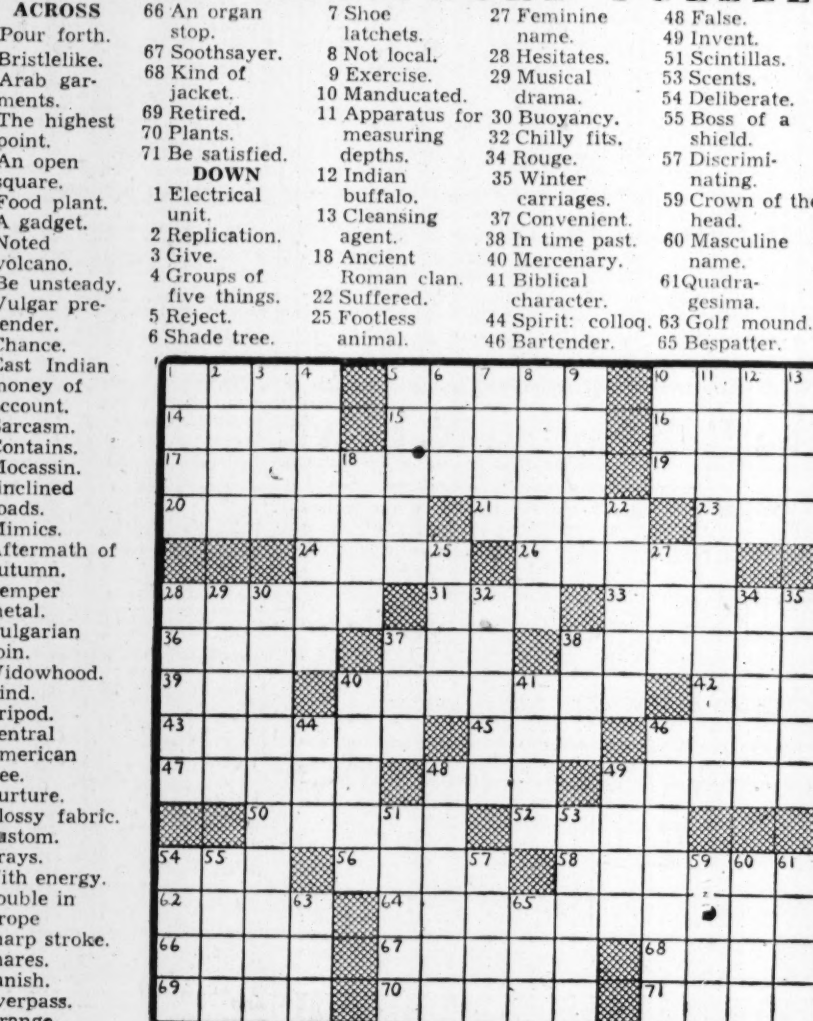 ACROSS
Pour forth.
Bristlelike.
Arab gar-
ments.
The highest
point.
An open
square.
Food plant.
A gadget.
Noted
volcano.
Be unsteady.
Vulgar pre-
tender.
Chance.
East Indian
money of
account.
Sarcasm.
Contains.
Mocassin.
inclined
oads.
Mimics.
Aftermath of
autumn.
Temper
metal.
Bulgarian
coin.
Widowhood.
ind.
Tripod.
Central
American
tree.
urture.
lossy fabric.
ustom.
rays.
With energy.
ouble in
rope
harp stroke.
hares.
anish.
verpass.
66 An organ
stop.
67 Soothsayer.
68 Kind of
jacket.
69 Retired.
70 Plants.
71 Be satisfied.
DOWN
1 Electrical
unit.
2 Replication.
3 Give.
4 Groups of
five things.
5 Reject.
6 Shade tree.
7 Shoe
latchets.
8 Not local.
9 Exercise.
10 Manducated.
11 Apparatus for
measuring
depths.
12 Indian
buffalo.
13 Cleansing
agent.
18 Ancient
Roman clan.
22 Suffered.
25 Footless
animal.
27 Feminine
name.
28 Hesitates.
29 Musical
drama.
30 Buoyancy.
32 Chilly fits.
34 Rouge.
35 Winter
carriages.
37 Convenient.
38 In time past.
40 Mercenary.
41 Biblical
character.
44 Spirit: colloq.
46 Bartender.
48 False.
49 Invent.
51 Scintillas.
53 Scents.
54 Deliberate.
55 Boss of a
shield.
57 Discrimi-
nating.
59 Crown of the
head.
60 Masculine
name.
61 Quadra-
gesima.
63 Golf mound.
65 Bespatter.
1 2 3 4 5 6 7 8 9 10 11 12 13
14 15 16
17 18 19
20 21 22 23
24 25 26 27
28 29 30 31 32 33 34 35
36 37 38
39 40 41 42
43 44 45 46
47 48 49
50 51 52 53
54 55 56 57 58 59 60 61
62 63 64 65
66 67 68
69 70 71